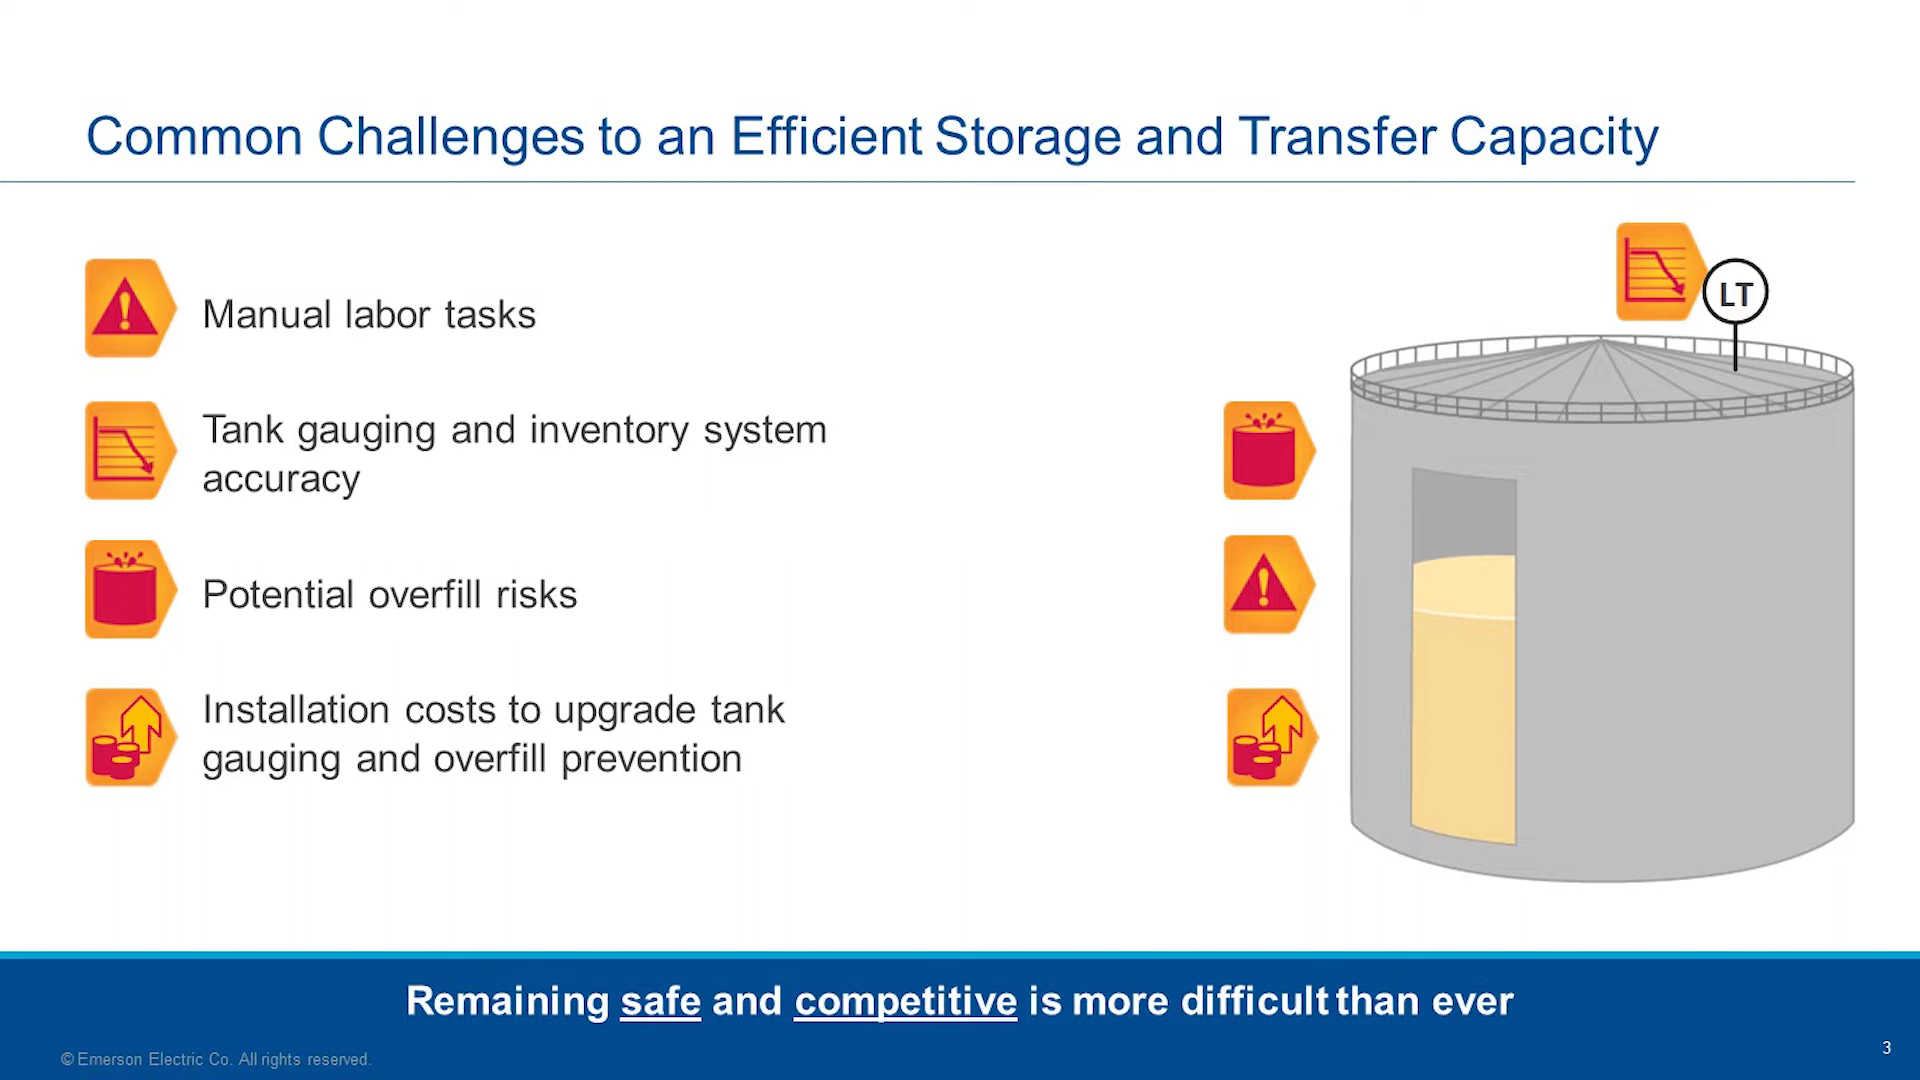 Common Challenges to an Efficient Storage and Transfer Capacity
LT
Manual labor tasks
Tank gauging and inventory system
accuracy
Potential overfill risks
Installation costs to upgrade tank
gauging and overfill prevention
Remaining safe and competitive is more difficult than ever
© Emerson Electric Co. All rights reserved.
3